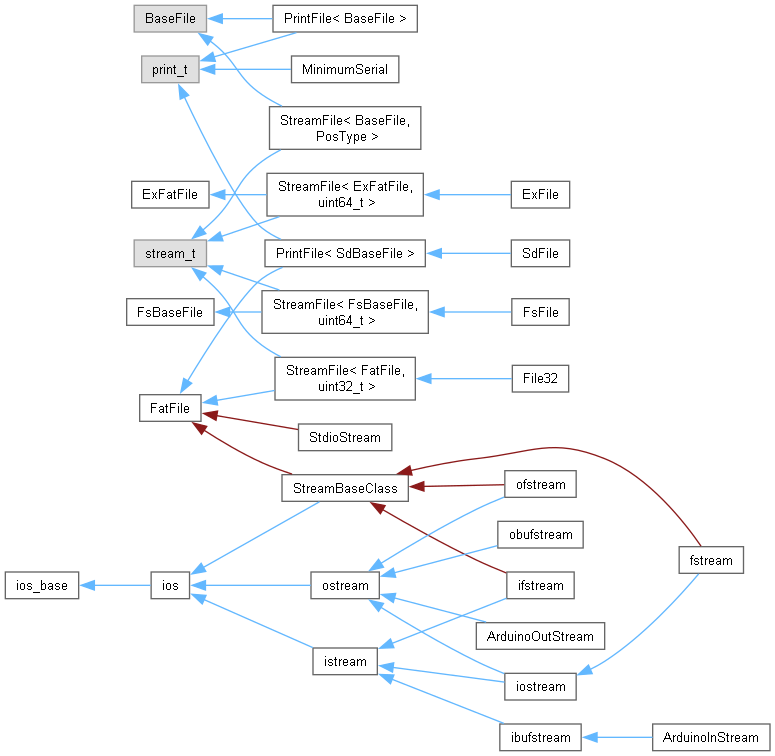 BaseFile
PrintFile< BaseFile >
print_t
MinimumSerial
StreamFile< BaseFile,
PosType >
ExFatFile
StreamFile< ExFatFile,
uint64_t >
ExFile
stream_t
PrintFile< SdBaseFile >
SdFile
FsBaseFile
StreamFile< FsBaseFile,
uint64_t >
FsFile
StreamFile< FatFile,
uint32_t >
File32
FatFile
StdioStream
StreamBaseClass
ofstream
obufstream
fstream
ios_base
ios
ostream
ifstream
ArduinoOutStream
istream
iostream
ibufstream
ArduinoInStream